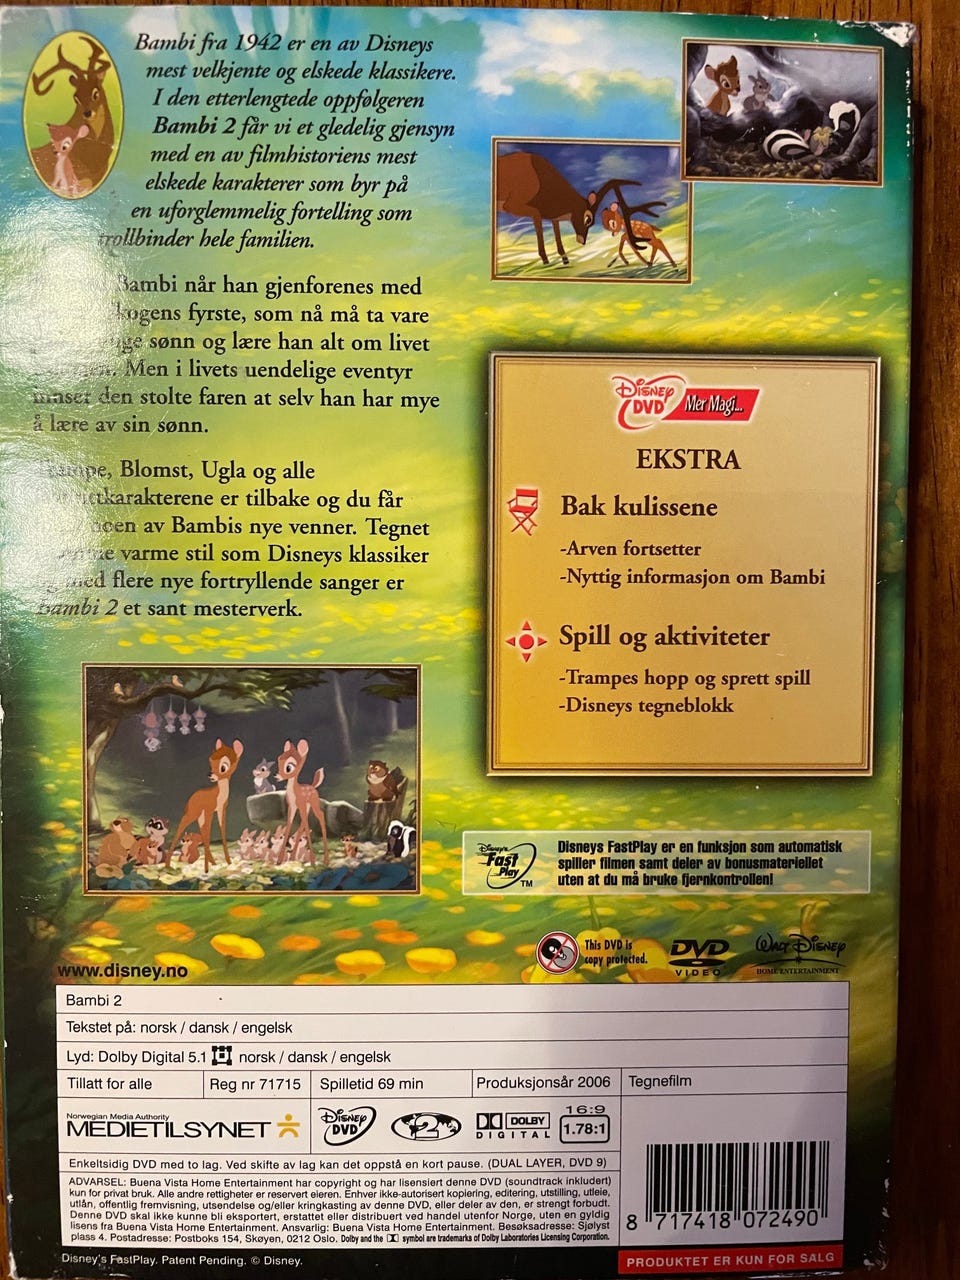 Bambi fra 1942 er en av Disneys
mest velkjente og elskede klassikere.
I den etterlengtede oppfølgeren
Bambi 2 får vi et gledelig gjensyn
med en av filmhistoriens mest
elskede karakterer som byr på
en uforglemmelig fortelling som
trollbinder hele familien.
Bambi når han gjenforenes med
skogens fyrste, som nå må ta vare
sønn og lære han alt om livet
Men i livets uendelige eventyr
innser den stolte faren at selv han har mye
å lære av sin sønn.
Trampe, Blomst, Ugla og alle
er tilbake og du får
av Bambis nye venner. Tegnet
varme stil som Disneys klassiker
og med flere nye fortryllende sanger er
Bambi 2 et sant mesterverk.
Disney DVD Mer Magi...
EKSTRA
Bak kulissene
-Arven fortsetter
-Nyttig informasjon om Bambi
Spill og aktiviteter
-Trampes hopp og sprett spill
-Disneys tegneblokk
Disney's Fast Play TM
Disneys FastPlay er en funksjon som automatisk
spiller filmen samt deler av bonusmateriellet
uten at du må bruke fjernkontrollen!
This DVD is
copy protected.
DVD VIDEO
Walt Disney
HOME ENTERTAINMENT
www.disney.no
Bambi 2
Tekstet på: norsk / dansk / engelsk
Lyd: Dolby Digital 5.1 norsk / dansk / engelsk
Tillatt for alle
Reg nr 71715
Spilletid 69 min
Produksjonsår 2006
Tegnefilm
Norwegian Media Authority
MEDIETILSYNET
Disney DVD
2
DOLBY
DIGITAL
16:9
1.78:1
Enkeltsidig DVD med to lag. Ved skifte av lag kan det oppstå en kort pause. (DUAL LAYER, DVD 9)
ADVARSEL: Buena Vista Home Entertainment har copyright og har lisensiert denne DVD (soundtrack inkludert)
kun for privat bruk. Alle andre rettigheter er reservert eieren. Enhver ikke-autorisert kopiering, editering, utstilling, utleie,
utlån, offentlig fremvisning, utsendelse og/eller kringkasting av denne DVD, eller deler av den, er strengt forbudt.
Denne DVD skal ikke kunne bli eksportert, erstattet eller distribuert ved handel utenfor Norge, uten en gyldig
lisens fra Buena Vista Home Entertainment. Ansvarlig: Buena Vista Home Entertainment. Besøksadresse: Sjølyst
plass 4. Postadresse: Postboks 154, Skøyen, 0212 Oslo. Dolby and the symbol are trademarks of Dolby Laboratories Licensing Corporation.
8 717418 072490
Disney's FastPlay. Patent Pending. © Disney.
PRODUKTET ER KUN FOR SALG